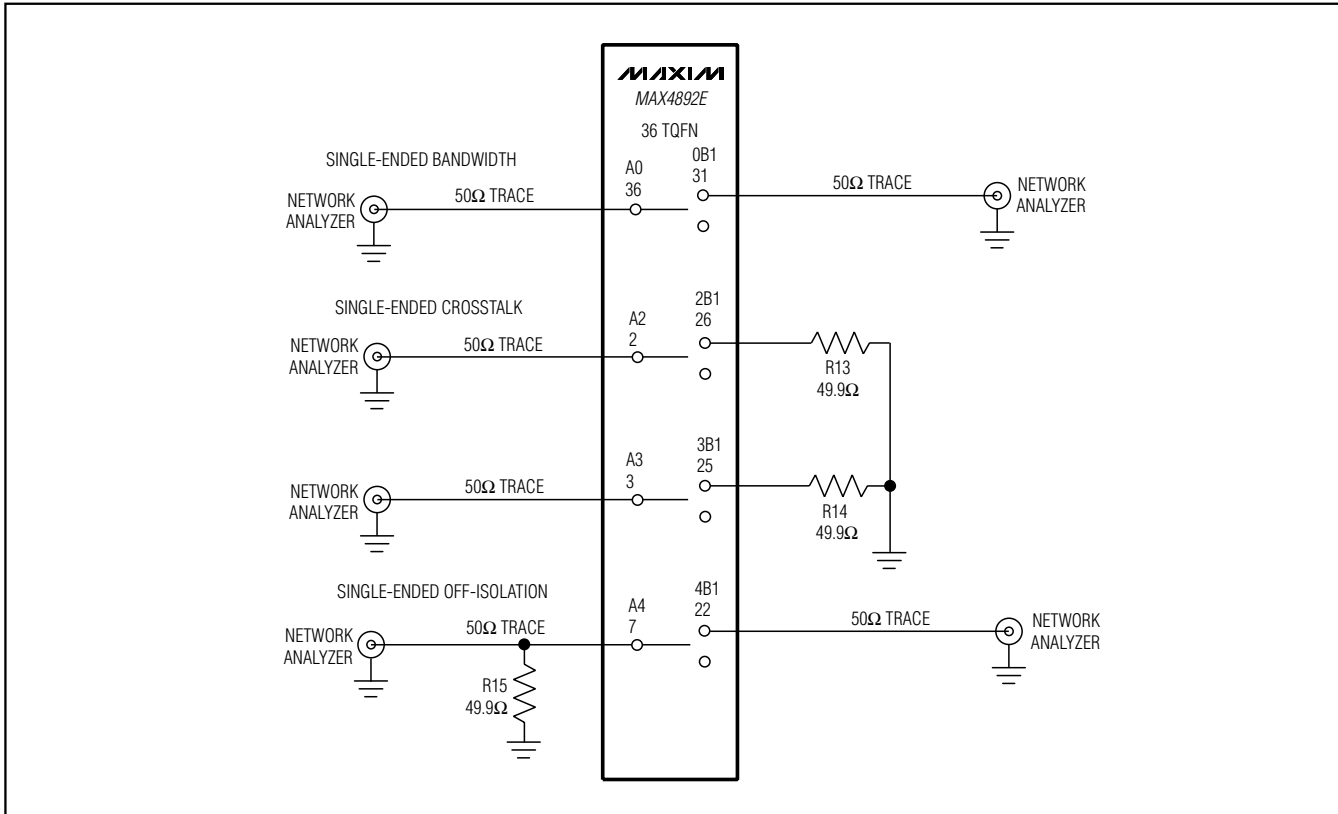 MAXIM
MAX4892E
36 TQFN
SINGLE-ENDED BANDWIDTH
NETWORK
ANALYZER
50Ω TRACE
A0
36
0B1
31
50Ω TRACE
NETWORK
ANALYZER
SINGLE-ENDED CROSSTALK
NETWORK
ANALYZER
50Ω TRACE
A2
2
2B1
26
R13
49.9Ω
NETWORK
ANALYZER
50Ω TRACE
A3
3
3B1
25
R14
49.9Ω
SINGLE-ENDED OFF-ISOLATION
NETWORK
ANALYZER
50Ω TRACE
R15
49.9Ω
A4
7
4B1
22
50Ω TRACE
NETWORK
ANALYZER